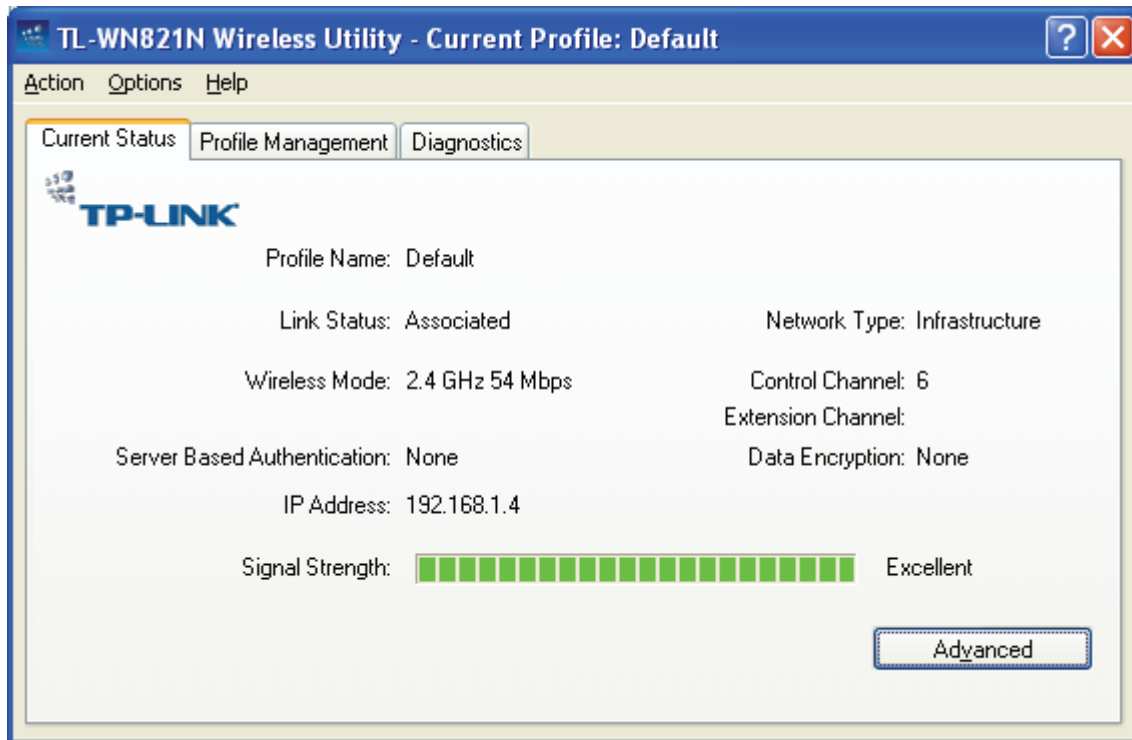 TL-WN821N Wireless Utility - Current Profile: Default
?
Action Options Help
Current Status Profile Management Diagnostics
TP-LINK
Profile Name: Default
Link Status: Associated Network Type: Infrastructure
Wireless Mode: 2.4 GHz 54 Mbps Control Channel: 6
Extension Channel:
Server Based Authentication: None Data Encryption: None
IP Address: 192.168.1.4
Signal Strength: Excellent
Advanced